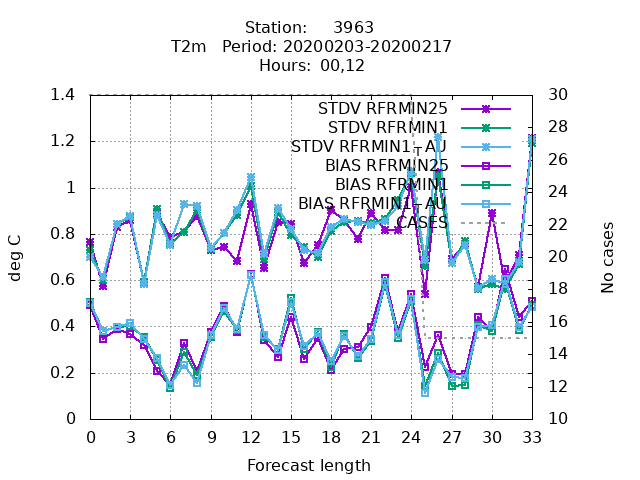 Station: 3963
T2m Period: 20200203-20200217
Hours: 00,12
1.4
1.2
1
0.8
0.6
0.4
0.2
0
30
28
26
24
22
20
18
16
14
12
10
STDV RFRMIN25
STDV RFRMIN1
STDV RFRMIN1_AU
BIAS RFRMIN25
BIAS RFRMIN1
BIAS RFRMIN1_AU
CASES
deg C
No cases
0 3 6 9 12 15 18 21 24 27 30 33
Forecast length